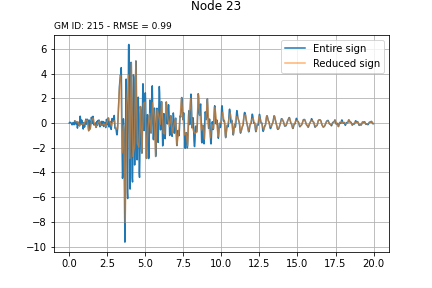 Node 23
GM ID: 215 - RMSE = 0.99
Entire sign
Reduced sign
6
4
2
0
−2
−4
−6
−8
−10
0.0 2.5 5.0 7.5 10.0 12.5 15.0 17.5 20.0